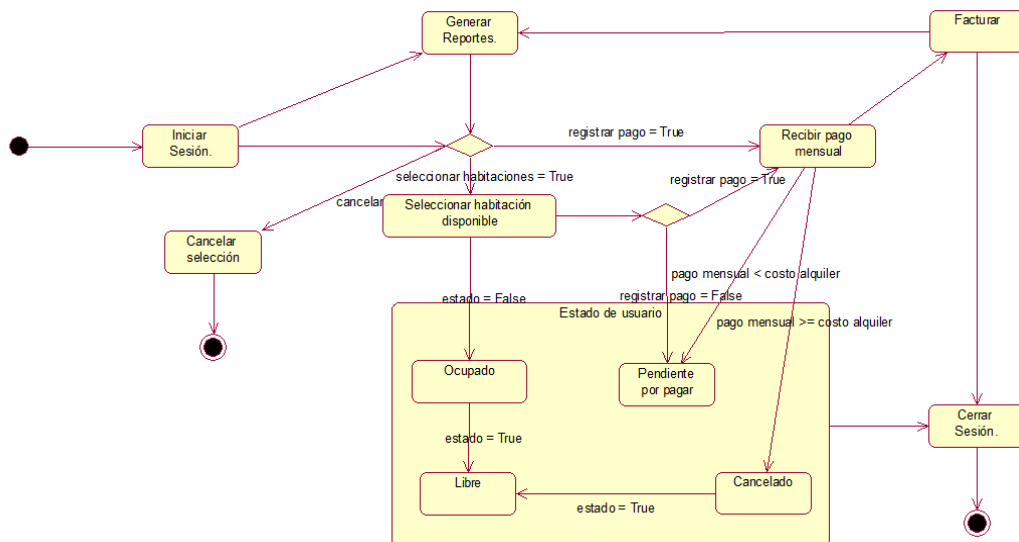 Generar
Reportes.
Facturar
Iniciar
Sesión.
registrar pago = True
Recibir pago
mensual
seleccionar habitaciones = True
registrar pago = True
cancelar
Seleccionar habitación
disponible
Cancelar
selección
pago mensual < costo alquiler
estado = False
registrar pago = False
Estado de usuario
pago mensual >= costo alquiler
Ocupado
Pendiente
por pagar
Cerrar
Sesión.
estado = True
Libre
Cancelado
estado = True